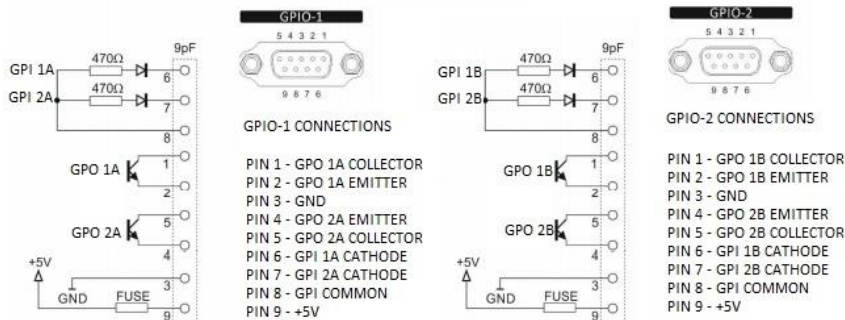 GPIO-1
5 4 3 2 1
9 8 7 6
9pF
GPI 1A
470Ω
6
GPI 2A
470Ω
7
8
GPO 1A
1
2
GPO 2A
5
4
+5V
GND
3
FUSE
9
GPIO-1 CONNECTIONS
PIN 1 - GPO 1A COLLECTOR
PIN 2 - GPO 1A EMITTER
PIN 3 - GND
PIN 4 - GPO 2A EMITTER
PIN 5 - GPO 2A COLLECTOR
PIN 6 - GPI 1A CATHODE
PIN 7 - GPI 2A CATHODE
PIN 8 - GPI COMMON
PIN 9 - +5V
GPIO-2
5 4 3 2 1
9 8 7 6
9pF
GPI 1B
470Ω
6
GPI 2B
470Ω
7
8
GPO 1B
1
2
GPO 2B
5
4
+5V
GND
3
FUSE
9
GPIO-2 CONNECTIONS
PIN 1 - GPO 1B COLLECTOR
PIN 2 - GPO 1B EMITTER
PIN 3 - GND
PIN 4 - GPO 2B EMITTER
PIN 5 - GPO 2B COLLECTOR
PIN 6 - GPI 1B CATHODE
PIN 7 - GPI 2B CATHODE
PIN 8 - GPI COMMON
PIN 9 - +5V